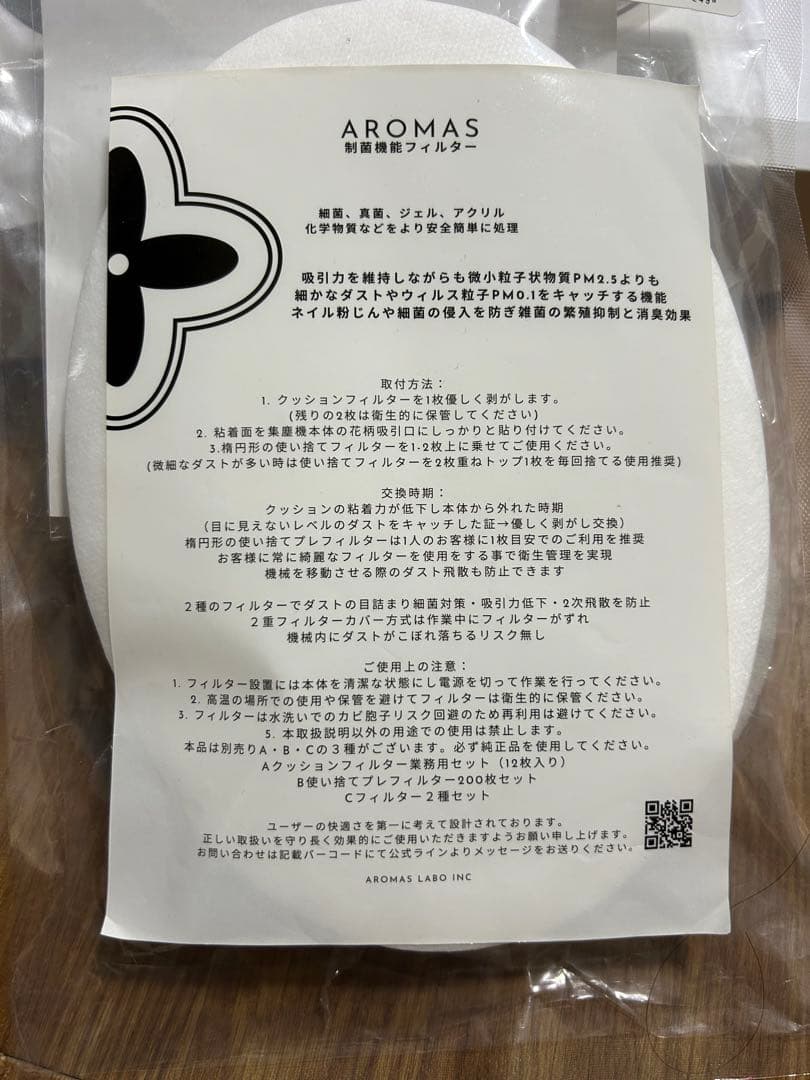 AROMAS
制菌機能フィルター
細菌、真菌、ジェル、アクリル
化学物質などをより安全簡単に処理
吸引力を維持しながらも微小粒子状物質PM2.5よりも
細かなダストやウィルス粒子PM0.1をキャッチする機能
ネイル粉じんや細菌の侵入を防ぎ雑菌の繁殖抑制と消臭効果
取付方法：
1. クッションフィルターを1枚優しく剥がします。
(残りの2枚は衛生的に保管してください)
2. 粘着面を集塵機本体の花柄吸引口にしっかりと貼り付けてください。
3.楕円形の使い捨てフィルターを1-2枚上に乗せてご使用ください。
(微細なダストが多い時は使い捨てフィルターを2枚重ねトップ1枚を毎回捨てる使用推奨)
交換時期：
クッションの粘着力が低下し本体から外れた時期
（目に見えないレベルのダストをキャッチした証→優しく剥がし交換）
楕円形の使い捨てプレフィルターは1人のお客様に1枚目安でのご利用を推奨
お客様に常に綺麗なフィルターを使用をする事で衛生管理を実現
機械を移動させる際のダスト飛散も防止できます
２種のフィルターでダストの目詰まり細菌対策・吸引力低下・2次飛散を防止
２重フィルターカバー方式は作業中にフィルターがずれ
機械内にダストがこぼれ落ちるリスク無し
ご使用上の注意：
1. フィルター設置には本体を清潔な状態にし電源を切って作業を行ってください。
2. 高温の場所での使用や保管を避けてフィルターは衛生的に保管ください。
3. フィルターは水洗いでのカビ胞子リスク回避のため再利用は避けてください。
5. 本取扱説明以外の用途での使用は禁止します。
本品は別売りA・B・Cの３種がございます。必ず純正品を使用してください。
Aクッションフィルター業務用セット（12枚入り）
B使い捨てプレフィルター200枚セット
Cフィルター２種セット
ユーザーの快適さを第一に考えて設計されております。
正しい取扱いを守り長く効果的にご使用いただきますようお願い申し上げます。
お問い合わせは記載バーコードにて公式ラインよりメッセージをお送りください。
AROMAS LABO INC